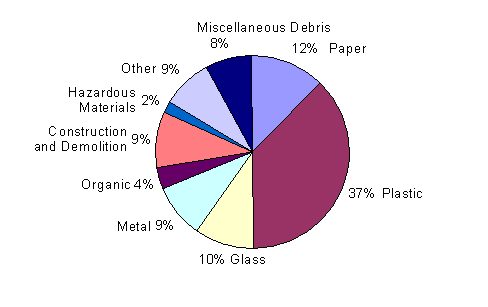 Miscellaneous Debris
8%
12% Paper
Other 9%
Hazardous
Materials 2%
Construction
and Demolition 9%
37% Plastic
Organic 4%
Metal 9%
10% Glass